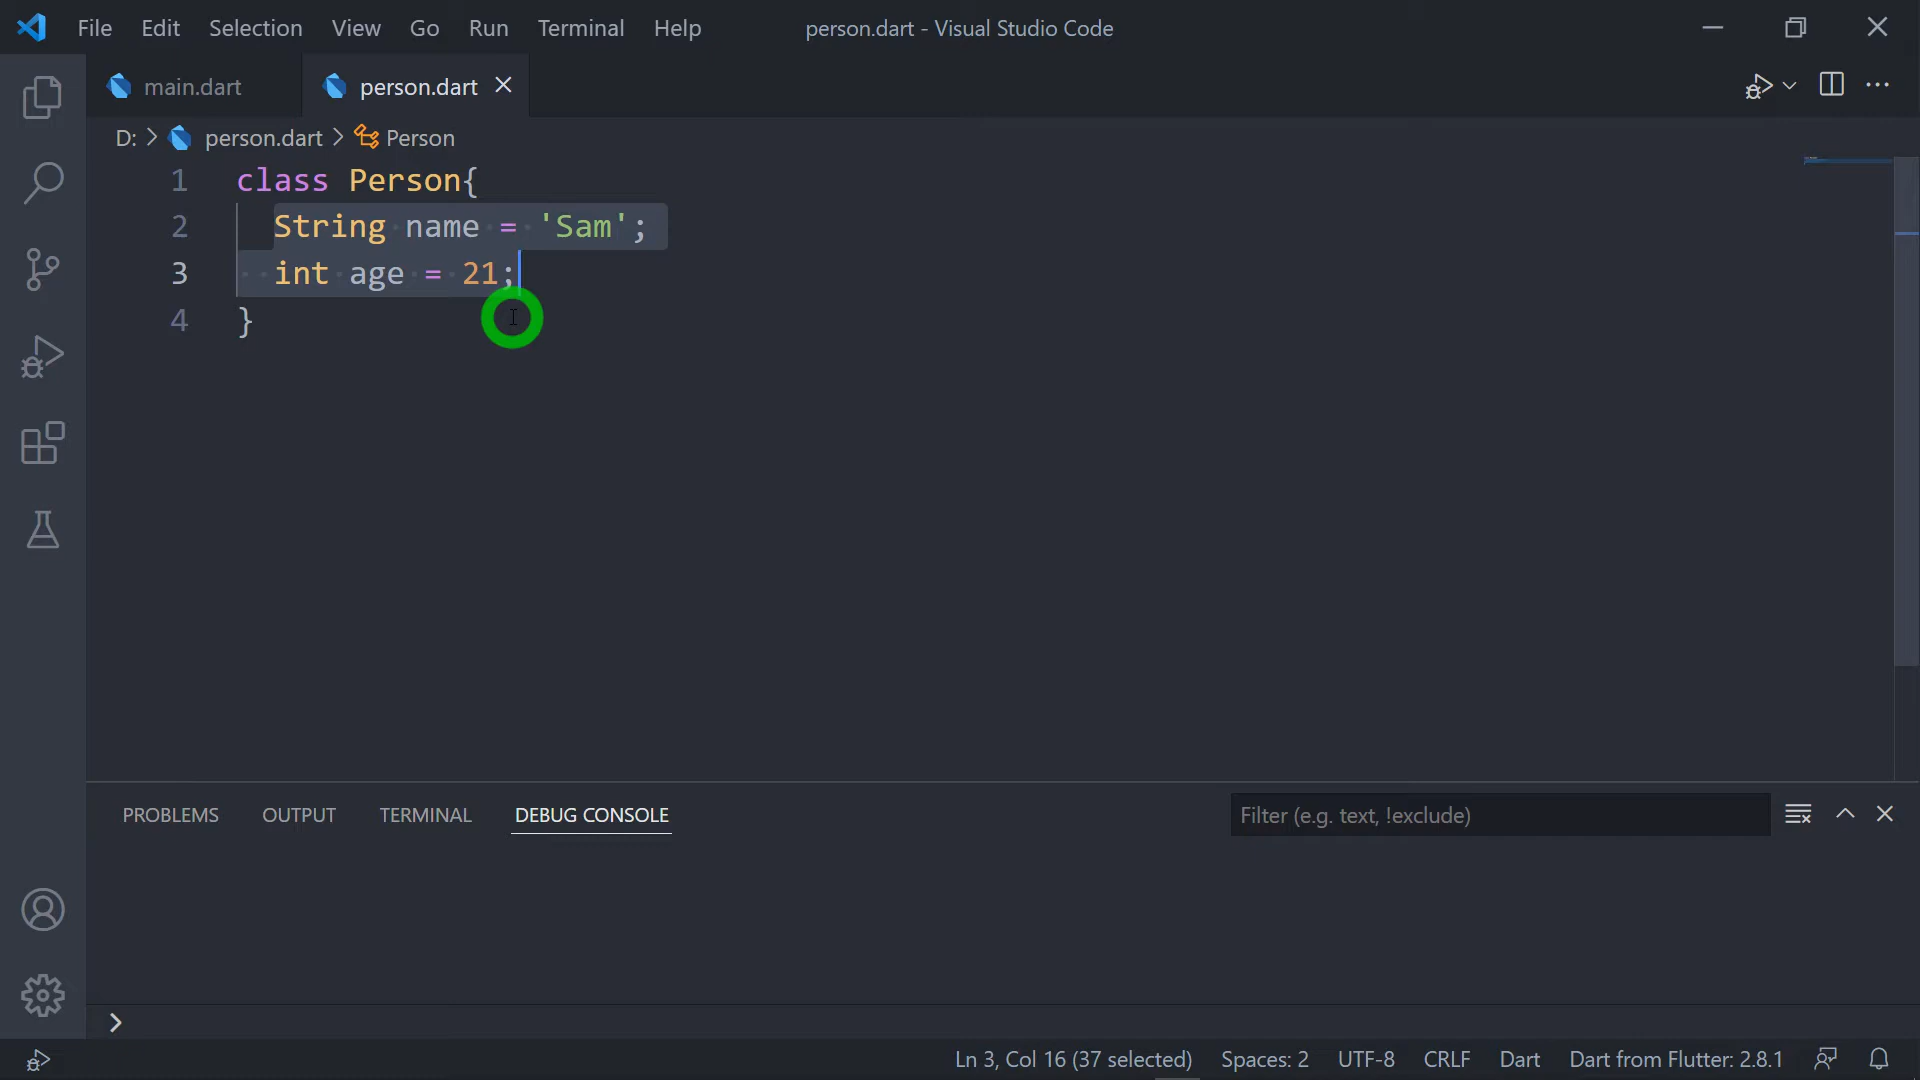 File Edit Selection View Go Run Terminal Help person.dart - Visual Studio Code
main.dart person.dart
D: > person.dart > Person
1 class Person{
2 String name = 'Sam';
3 int age = 21;
4 }
PROBLEMS OUTPUT TERMINAL DEBUG CONSOLE Filter (e.g. text, !exclude)
Ln 3, Col 16 (37 selected) Spaces: 2 UTF-8 CRLF Dart Dart from Flutter: 2.8.1